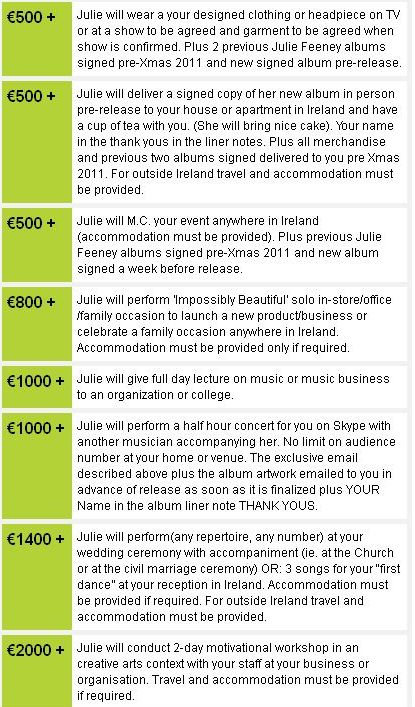 €500 +
Julie will wear a your designed clothing or headpiece on TV
or at a show to be agreed and garment to be agreed when
show is confirmed. Plus 2 previous Julie Feeney albums
signed pre-Xmas 2011 and new signed album pre-release.
€500 +
Julie will deliver a signed copy of her new album in person
pre-release to your house or apartment in Ireland and have
a cup of tea with you. (She will bring nice cake). Your name
in the thank yous in the liner notes. Plus all merchandise
and previous two albums signed delivered to you pre Xmas
2011. For outside Ireland travel and accommodation must
be provided.
€500 +
Julie will M.C. your event anywhere in Ireland
(accommodation must be provided). Plus previous Julie
Feeney albums signed pre-Xmas 2011 and new album
signed a week before release.
€800 +
Julie will perform 'Impossibly Beautiful' solo in-store/office
/family occasion to launch a new product/business or
celebrate a family occasion anywhere in Ireland.
Accommodation must be provided only if required.
€1000 +
Julie will give full day lecture on music or music business
to an organization or college.
€1000 +
Julie will perform a half hour concert for you on Skype with
another musician accompanying her. No limit on audience
number at your home or venue. The exclusive email
described above plus the album artwork emailed to you in
advance of release as soon as it is finalized plus YOUR
Name in the album liner note THANK YOUS.
€1400 +
Julie will perform(any repertoire, any number) at your
wedding ceremony with accompaniment (ie. at the Church
or at the civil marriage ceremony) OR: 3 songs for your "first
dance" at your reception in Ireland. Accommodation must
be provided if required. For outside Ireland travel and
accommodation must be provided.
€2000 +
Julie will conduct 2-day motivational workshop in an
creative arts context with your staff at your business or
organisation. Travel and accommodation must be provided
if required.